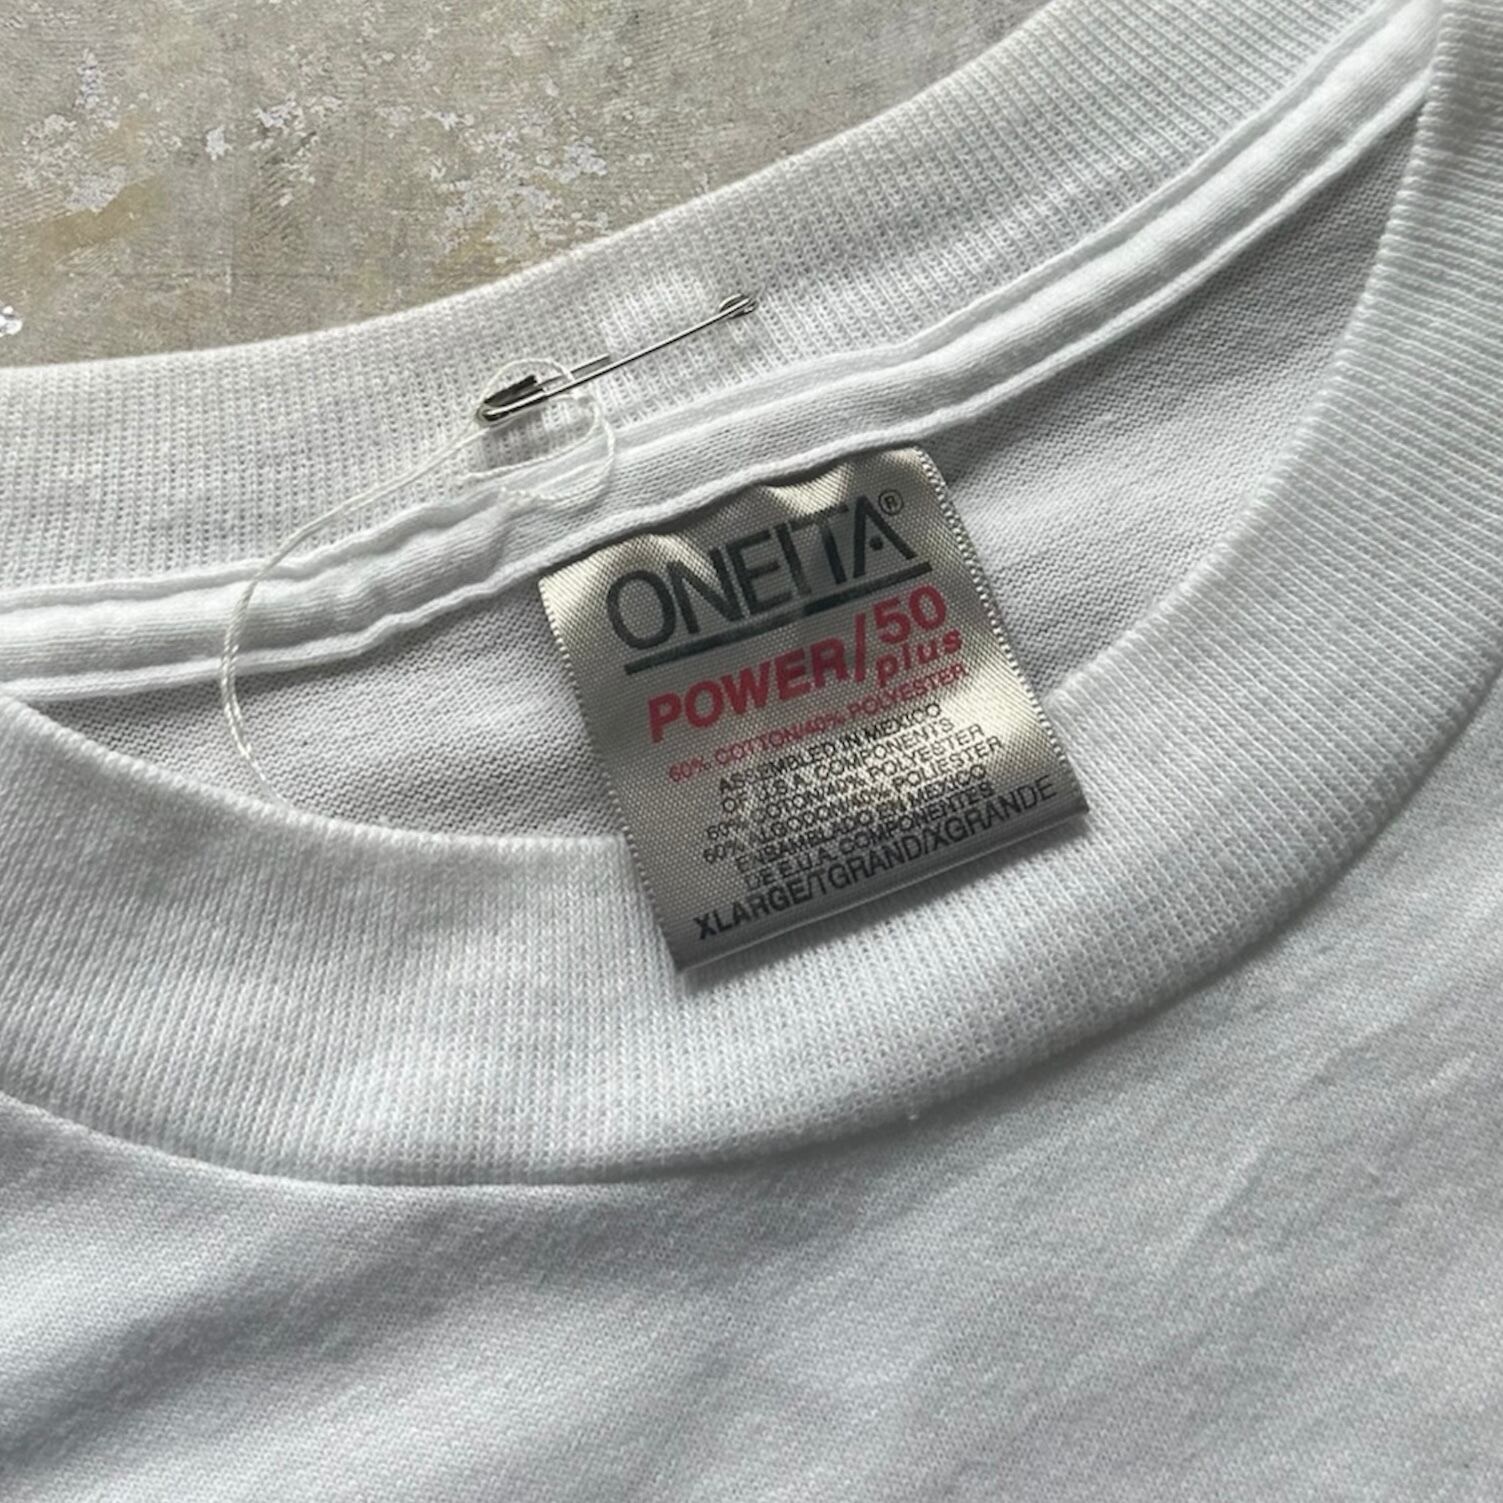 ONEITA®
POWER/50
plus
60% COTTON/40% POLYESTER
ASSEMBLED IN MEXICO
OF U.S.A. COMPONENTS
60% COTON/40% POLYESTER
60% ALGODON/40% POLIESTER
ENSAMBLADO EN MEXICO
DE E.U.A. COMPONENTES
XLARGE/TGRAND/XGRANDE